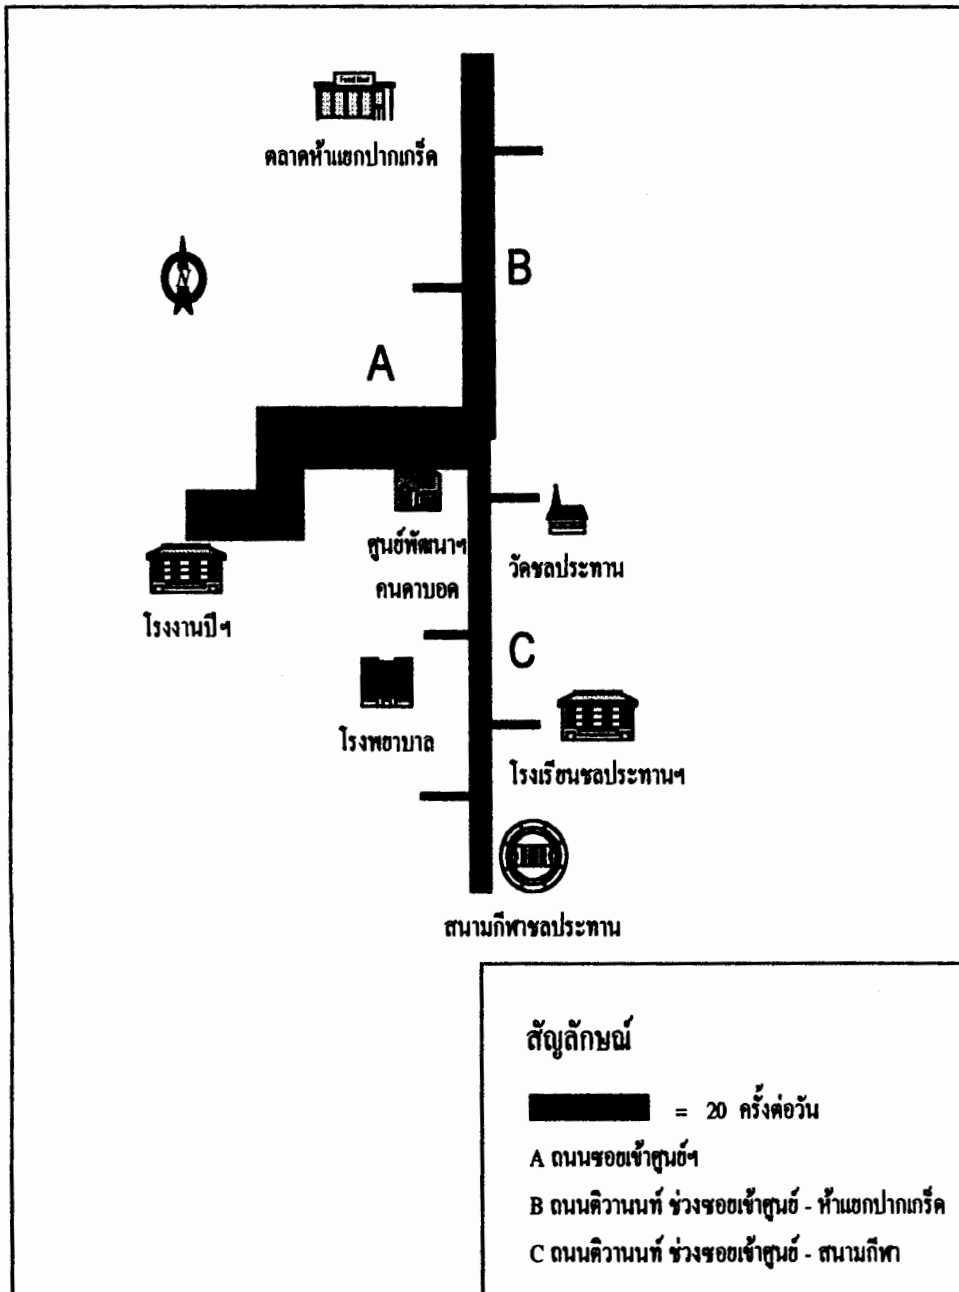 Food Mart
ตลาดห้าแยกปากเกร็ด
N
B
A
ศูนย์พัฒนาฯ
คนตาบอด
วัดชลประทาน
โรงงานปีฯ
C
โรงพยาบาล
โรงเรียนชลประทานฯ
สนามกีฬาชลประทาน
สัญลักษณ์
= 20 ครั้งต่อวัน
A ถนนซอยเข้าศูนย์ฯ
B ถนนติวานนท์ ช่วงซอยเข้าศูนย์ - ห้าแยกปากเกร็ด
C ถนนติวานนท์ ช่วงซอยเข้าศูนย์ - สนามกีฬา